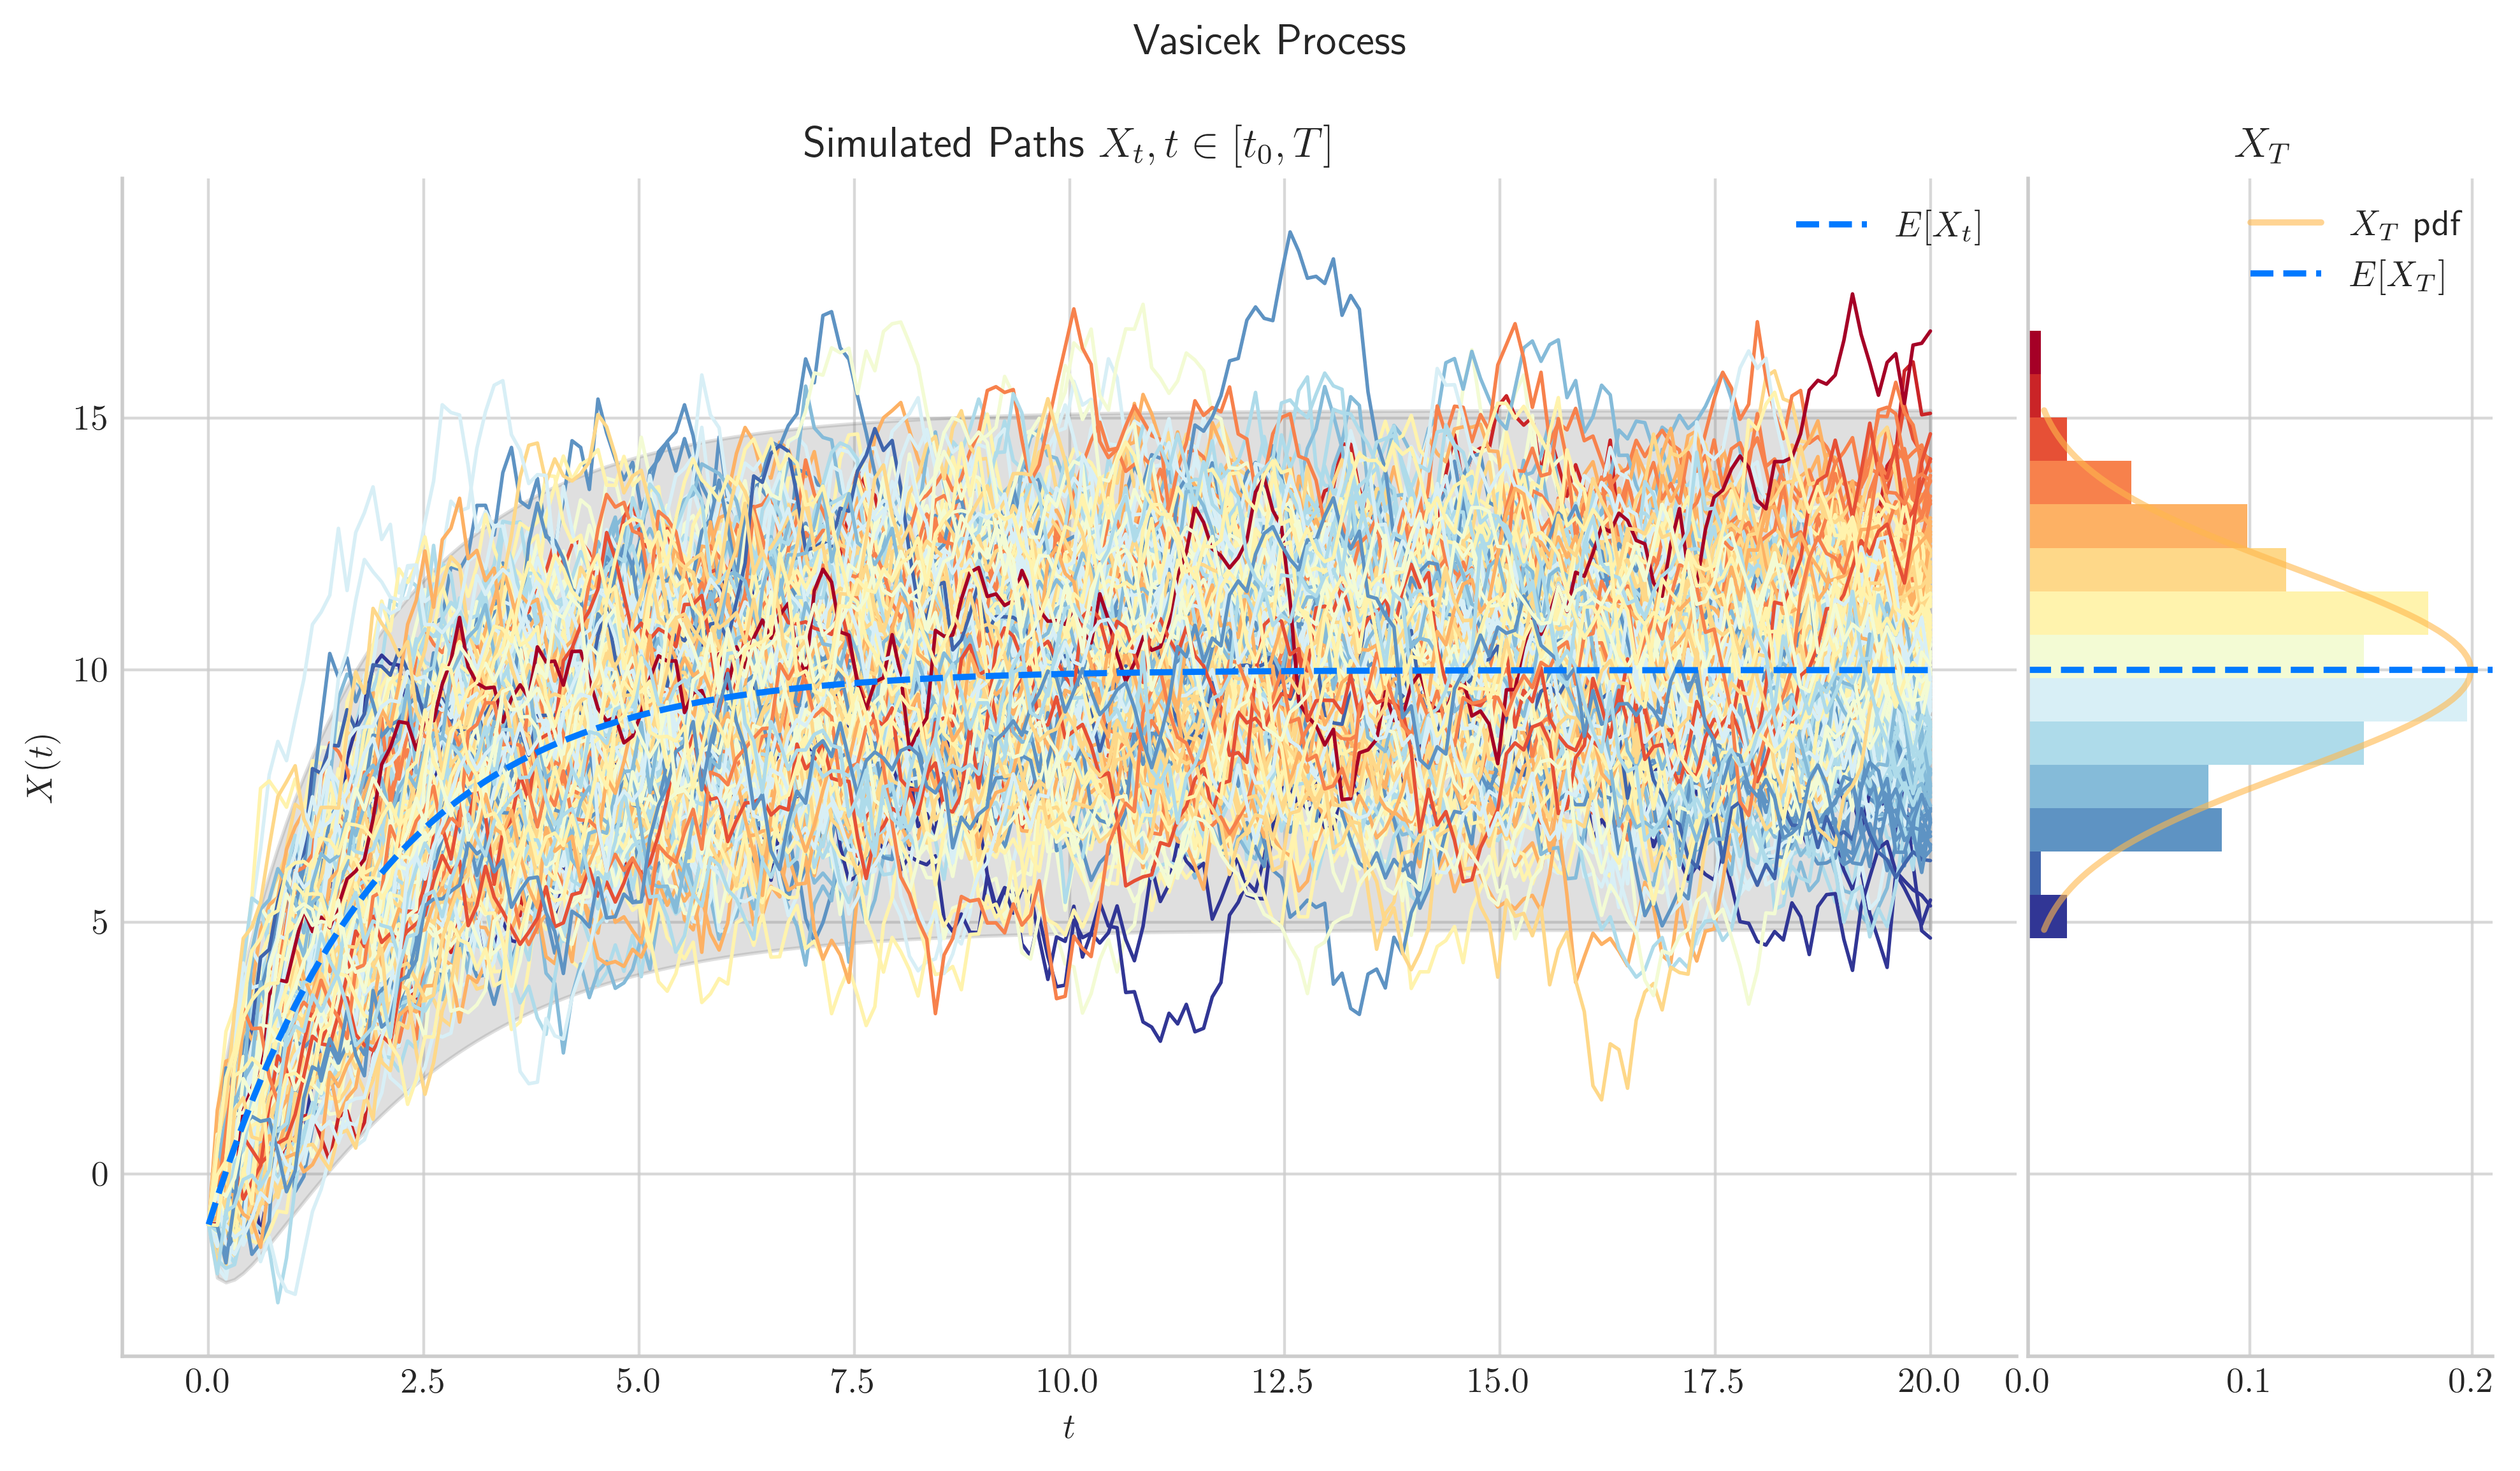 Vasicek Process
Simulated Paths $X_t, t \in [t_0, T]$
$X_T$
$E[X_t]$
$X_T$ pdf
$E[X_T]$
15
10
5
0
$X(t)$
0.0 2.5 5.0 7.5 10.0 12.5 15.0 17.5 20.0
0.0 0.1 0.2
$t$